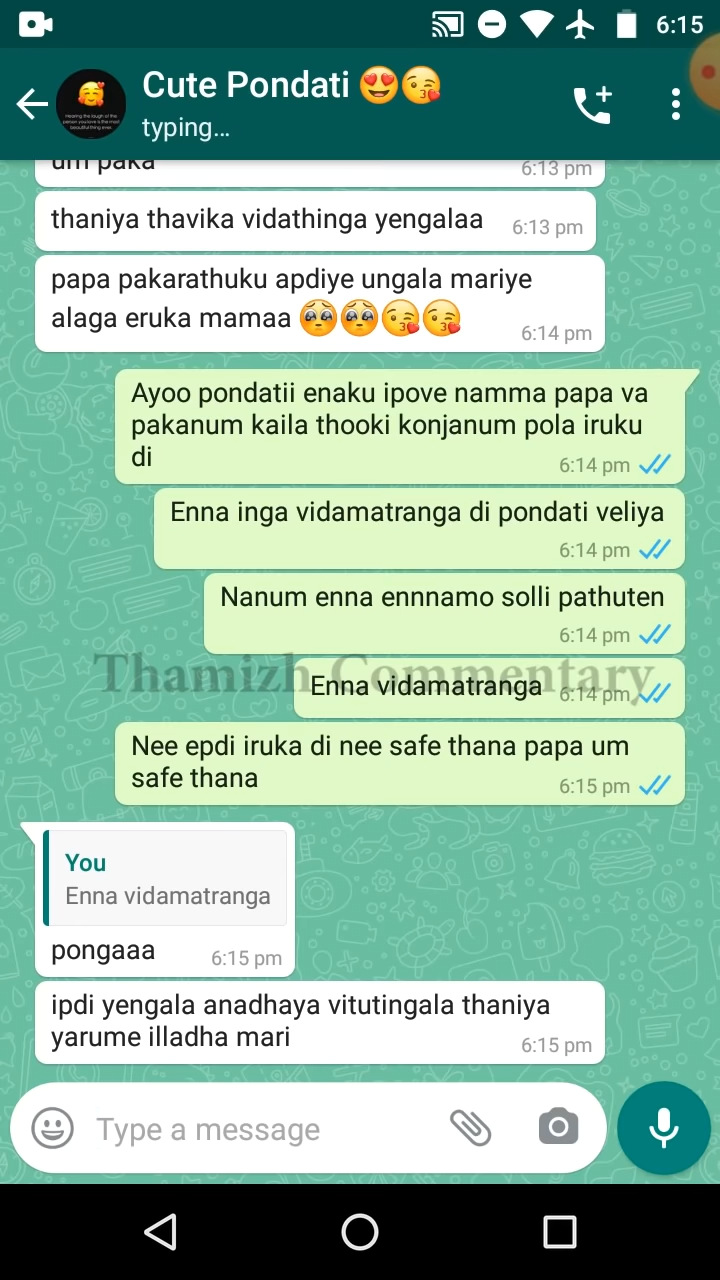 6:15
Cute Pondati 😍😘
typing...
um paka
6:13 pm
thaniya thavika vidathinga yengalaa
6:13 pm
papa pakarathuku apdiye ungala mariye
alaga eruka mamaa 🥺🥺😘😘
6:14 pm
Ayoo pondatii enaku ipove namma papa va
pakanum kaila thooki konjanum pola iruku
di
6:14 pm
Enna inga vidamatranga di pondati veliya
6:14 pm
Nanum enna ennnamo solli pathuten
6:14 pm
Thamizh Commentary
Enna vidamatranga
6:14 pm
Nee epdi iruka di nee safe thana papa um
safe thana
6:15 pm
You
Enna vidamatranga
pongaaa
6:15 pm
ipdi yengala anadhaya vitutingala thaniya
yarume illadha mari
6:15 pm
Type a message